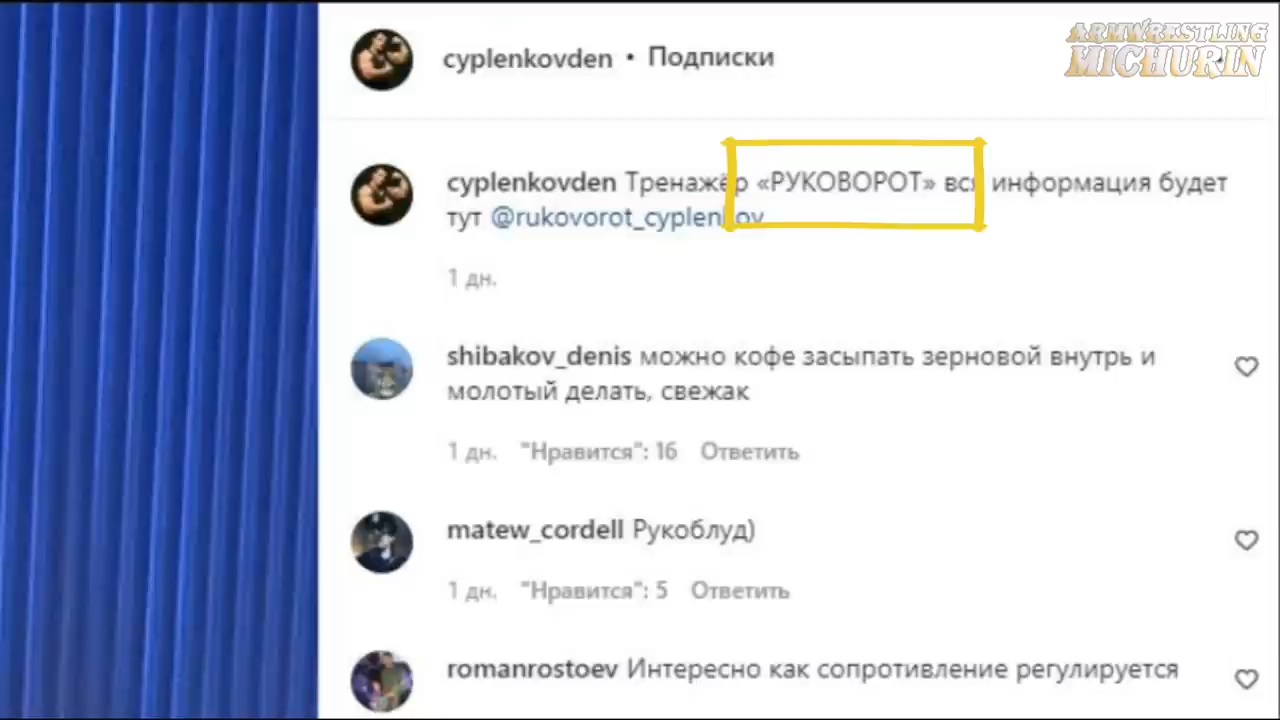 ARMWRESTLING
MICHURIN
cyplenkovden • Подписки
cyplenkovden Тренажёр «РУКОВОРОТ» вся информация будет
тут @rukovorot_cyplenkov
1 дн.
shibakov_denis можно кофе засыпать зерновой внутрь и
молотый делать, свежак
1 дн. "Нравится": 16 Ответить
matew_cordell Рукоблуд)
1 дн. "Нравится": 5 Ответить
romanrostoev Интересно как сопротивление регулируется